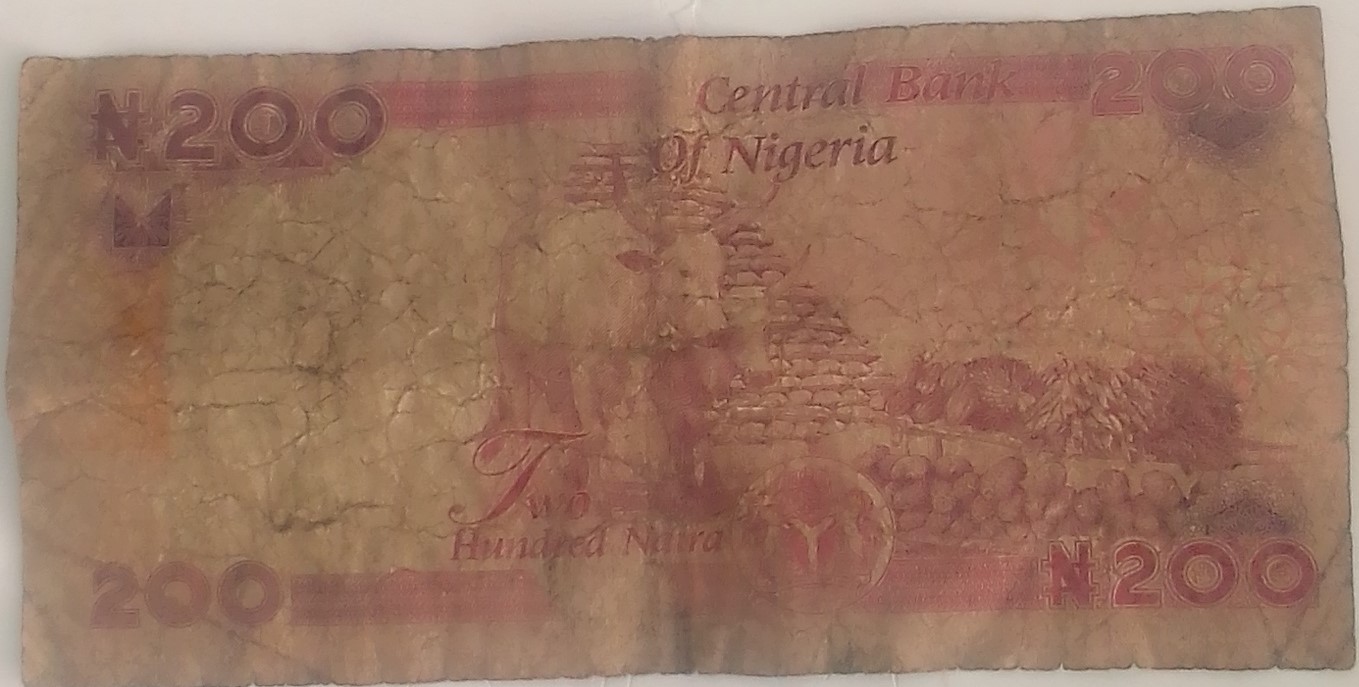 ₦200
Central Bank
Of Nigeria
200
Two
Hundred Naira
200
₦200